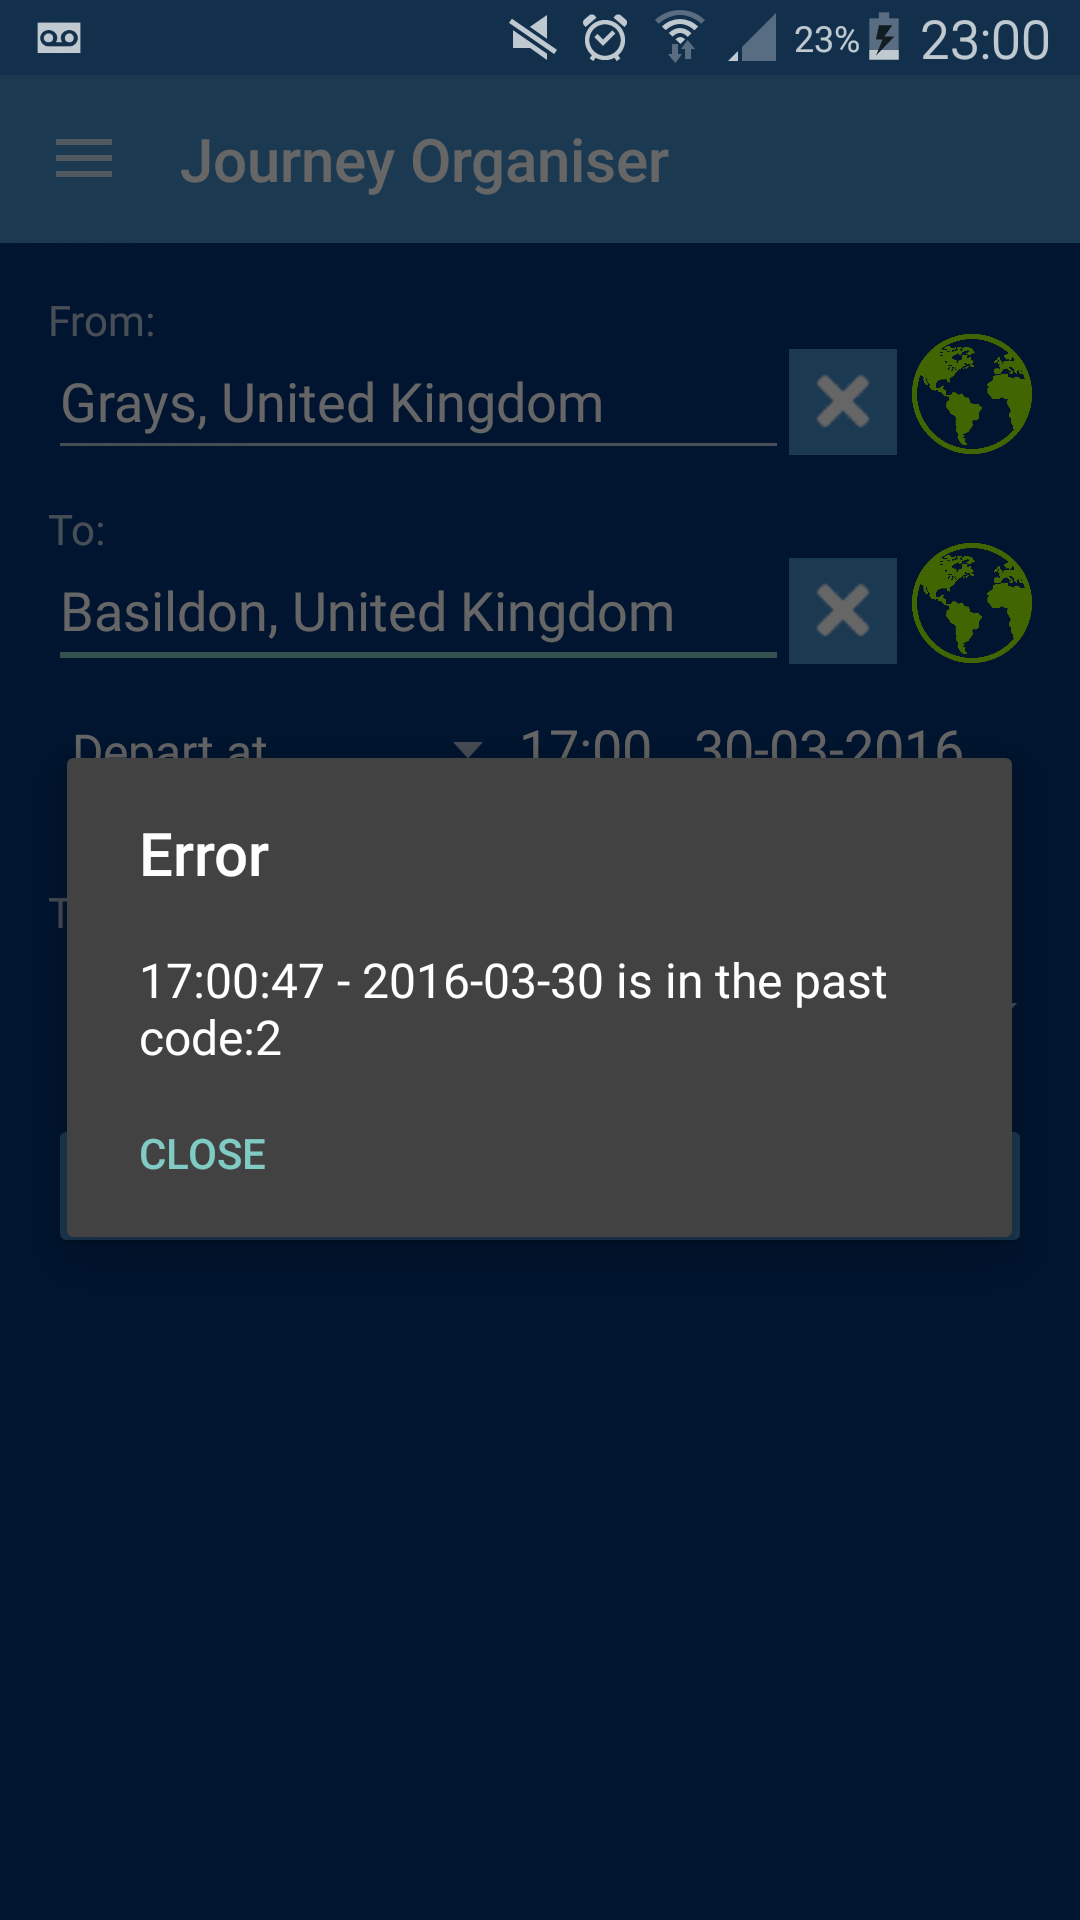 23% 23:00
Journey Organiser
From:
Grays, United Kingdom
To:
Basildon, United Kingdom
Depart at 17:00 30-03-2016
Error
17:00:47 - 2016-03-30 is in the past
code:2
CLOSE